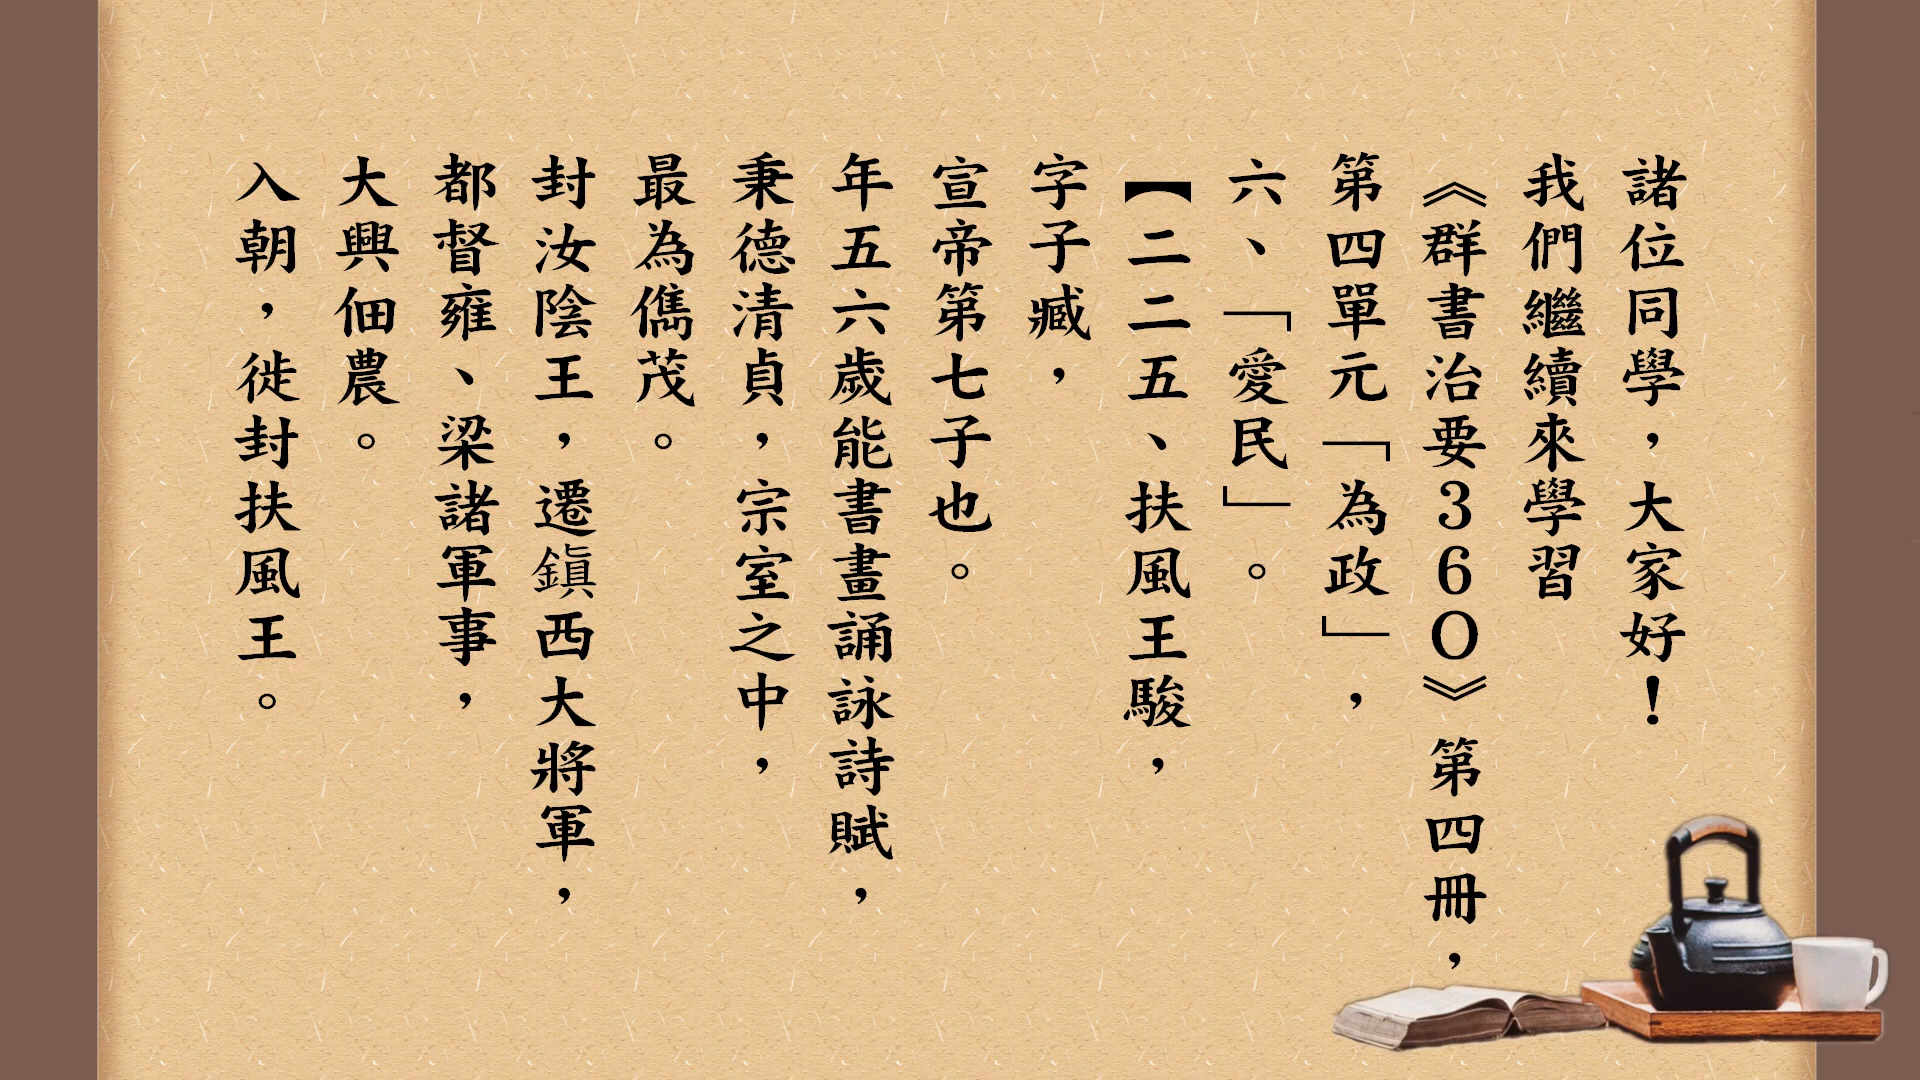 諸位同學，大家好！
我們繼續來學習
《群書治要360》第四冊，
第四單元「為政」，
六、「愛民」。
【二二五、扶風王駿，
字子臧，
宣帝第七子也。
年五六歲能書畫誦詠詩賦，
秉德清貞，宗室之中，
最為儁茂。
封汝陰王，遷鎭西大將軍，
都督雍、梁諸軍事，
大興佃農。
入朝，徙封扶風王。